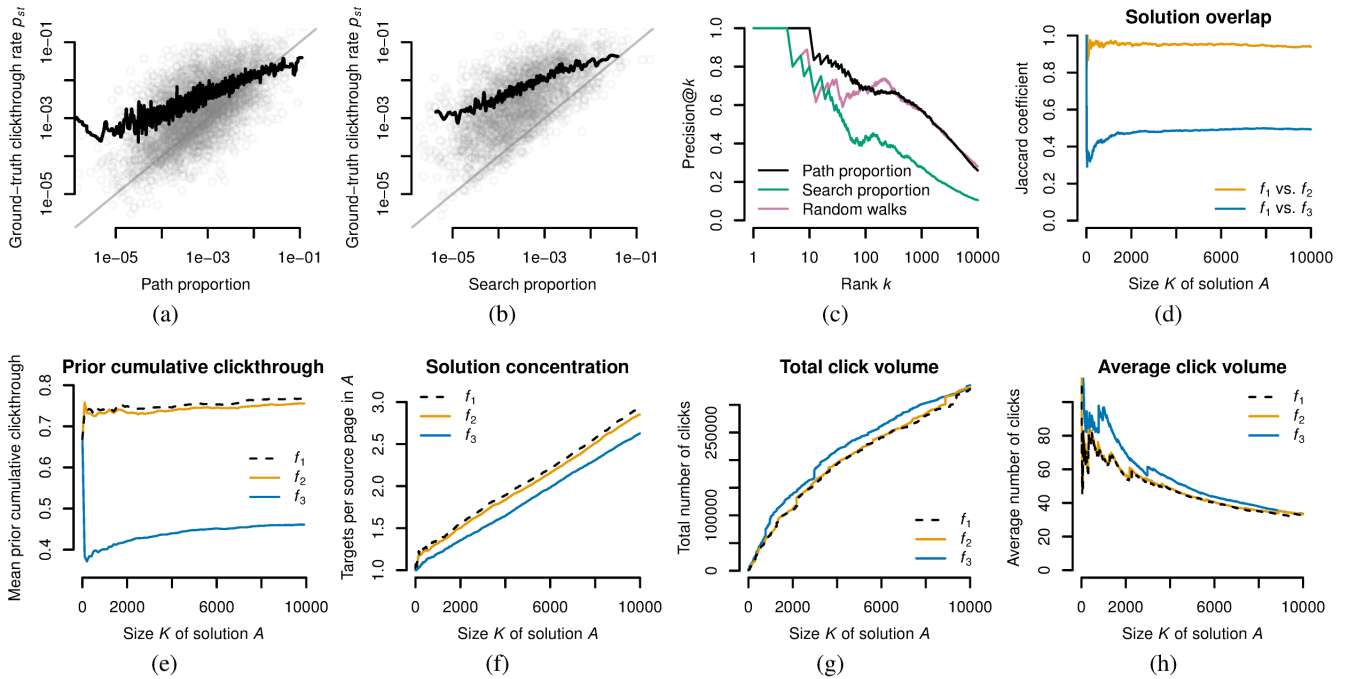 Ground−truth clickthrough rate p_st
1e−01
1e−03
1e−05
1e−05
1e−03
1e−01
Path proportion
(a)
Ground−truth clickthrough rate p_st
1e−01
1e−03
1e−05
1e−05
1e−03
1e−01
Search proportion
(b)
Precision@k
1.0
0.8
0.6
0.4
0.2
0.0
Path proportion
Search proportion
Random walks
1
10
100
1000
10000
Rank k
(c)
Solution overlap
Jaccard coefficient
1.0
0.8
0.6
0.4
0.2
0.0
f1 vs. f2
f1 vs. f3
0
2000
6000
10000
Size K of solution A
(d)
Prior cumulative clickthrough
Mean prior cumulative clickthrough
0.8
0.7
0.6
0.5
0.4
f1
f2
f3
0
2000
6000
10000
Size K of solution A
(e)
Solution concentration
Targets per source page in A
3.0
2.5
2.0
1.5
1.0
f1
f2
f3
0
2000
6000
10000
Size K of solution A
(f)
Total click volume
Total number of clicks
250000
100000
0
f1
f2
f3
0
2000
6000
10000
Size K of solution A
(g)
Average click volume
Average number of clicks
80
60
40
20
0
f1
f2
f3
0
2000
6000
10000
Size K of solution A
(h)